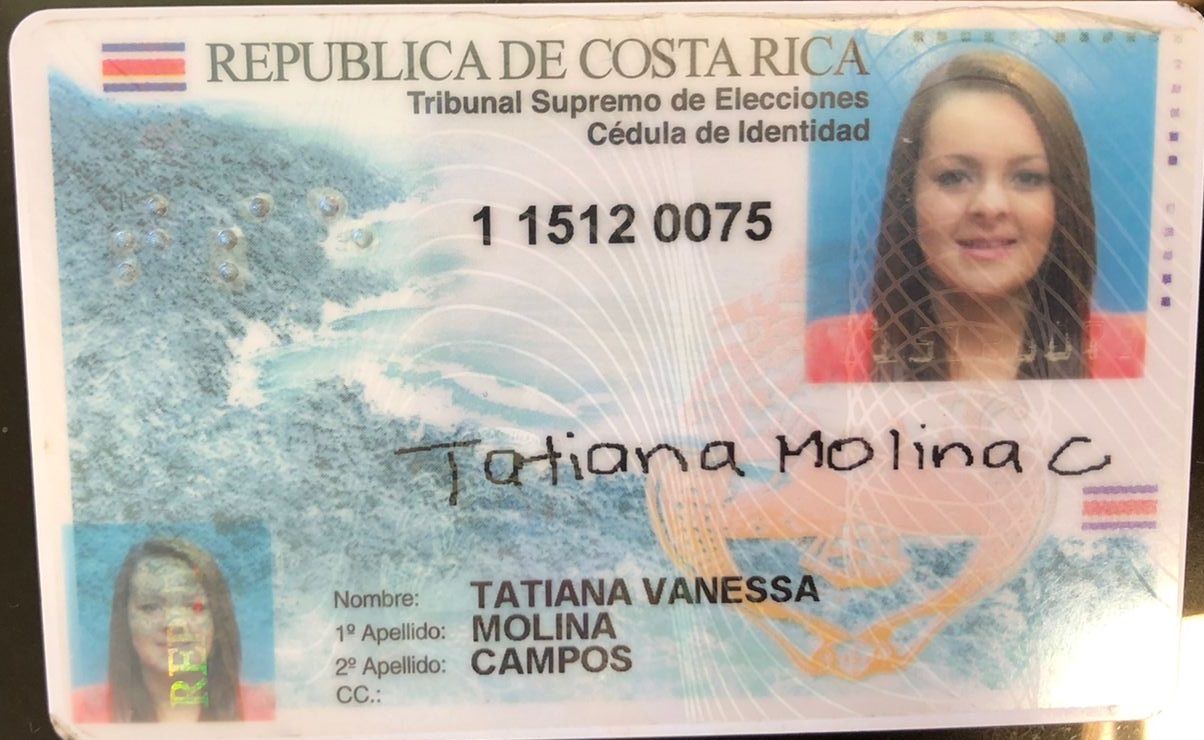 REPUBLICA DE COSTA RICA
Tribunal Supremo de Elecciones
Cédula de Identidad
1 1512 0075
Tatiana Molina C
Nombre: TATIANA VANESSA
1º Apellido: MOLINA
2º Apellido: CAMPOS
CC.: